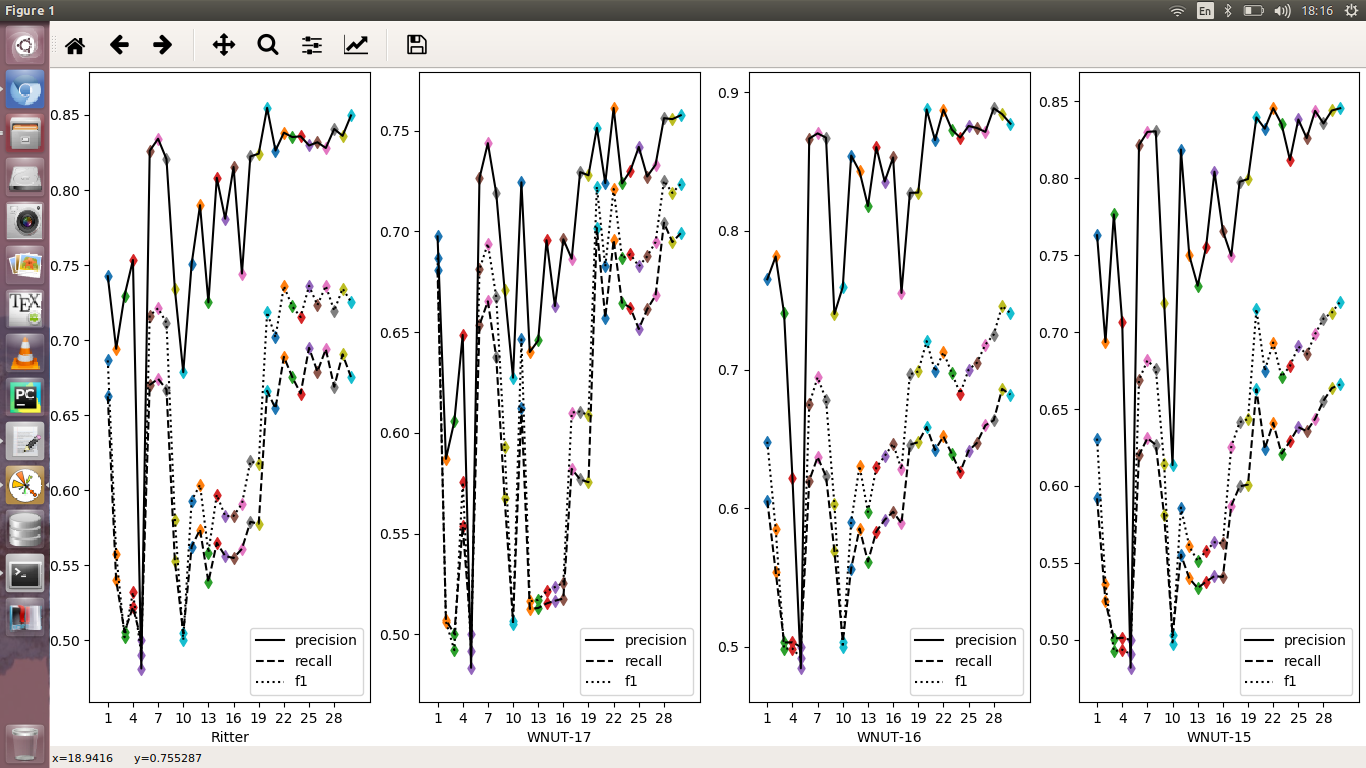 Figure 1
En
18:16
TEX
PC
0.85
0.80
0.75
0.70
0.65
0.60
0.55
0.50
precision
recall
f1
1 4 7 10 13 16 19 22 25 28
Ritter
0.75
0.70
0.65
0.60
0.55
0.50
precision
recall
f1
1 4 7 10 13 16 19 22 25 28
WNUT-17
0.9
0.8
0.7
0.6
0.5
precision
recall
f1
1 4 7 10 13 16 19 22 25 28
WNUT-16
0.85
0.80
0.75
0.70
0.65
0.60
0.55
0.50
precision
recall
f1
1 4 7 10 13 16 19 22 25 28
WNUT-15
x=18.9416 y=0.755287